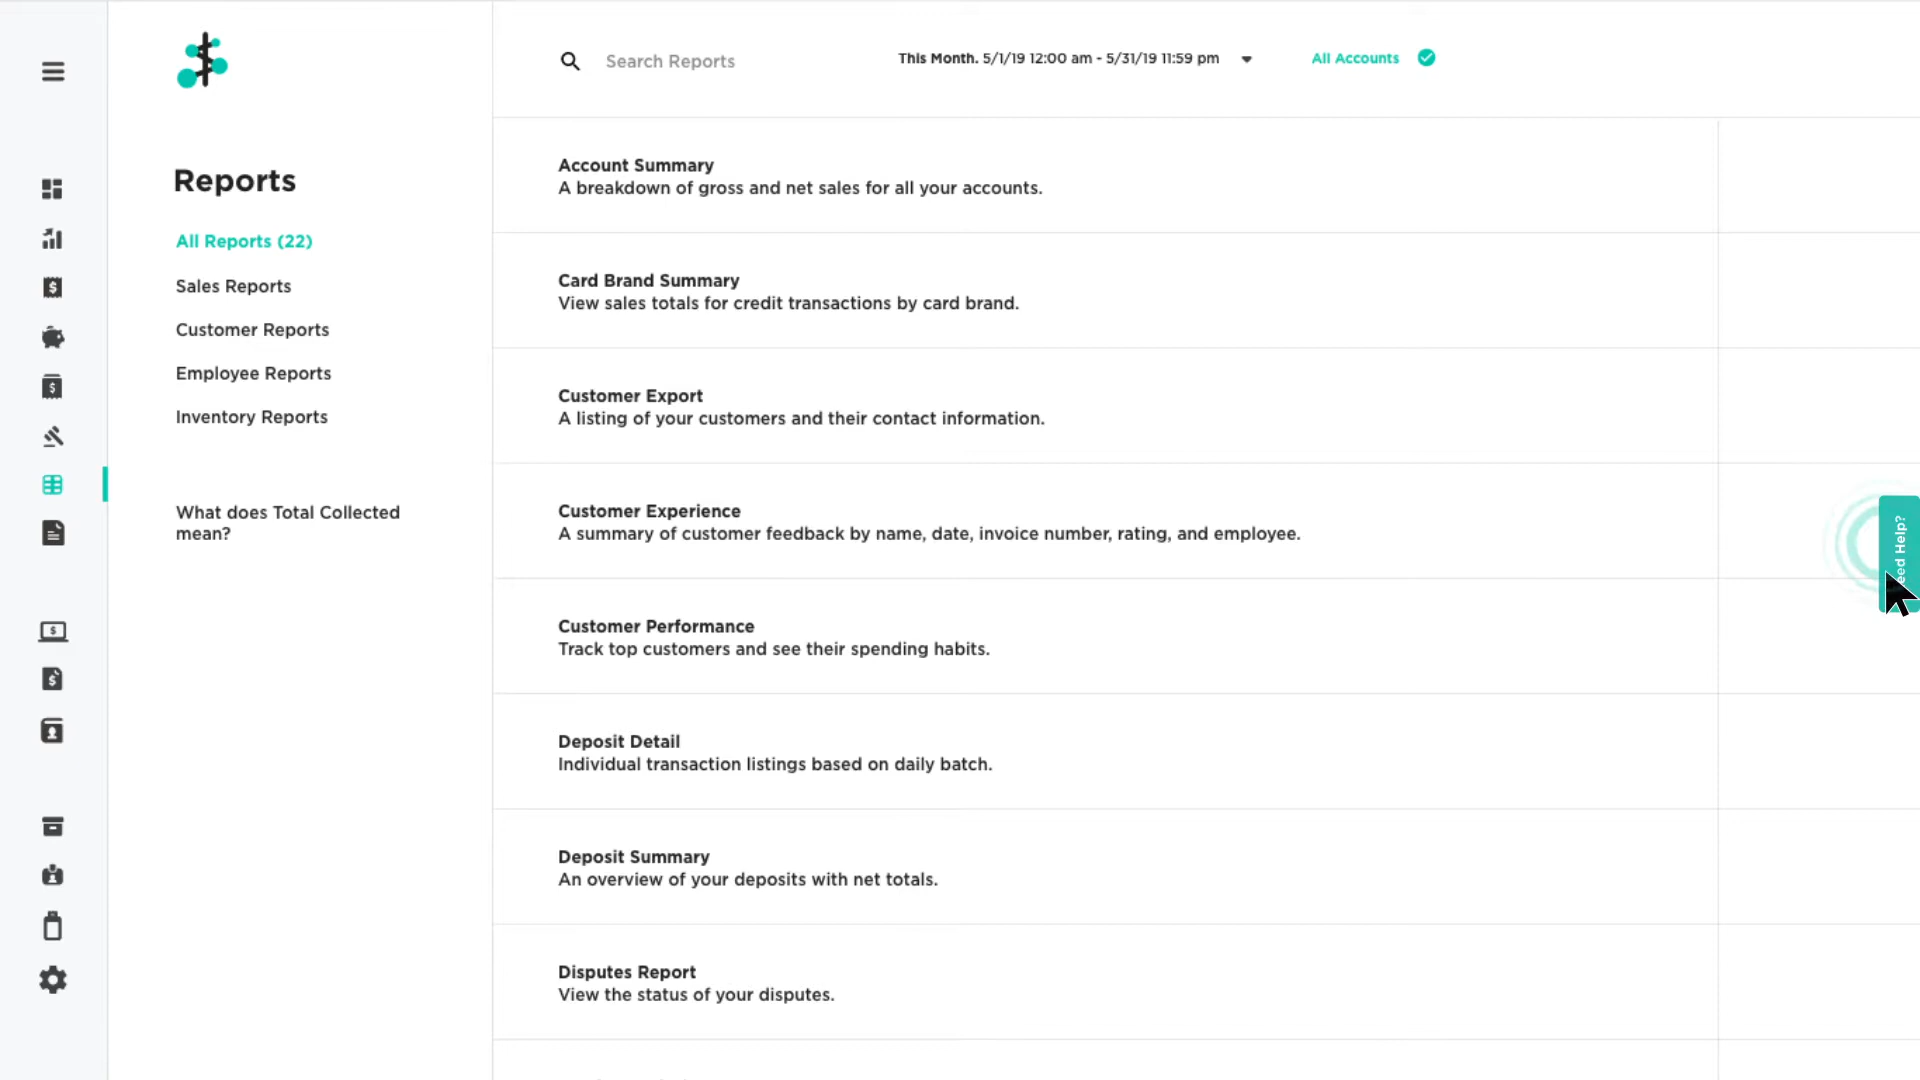 Search Reports
This Month. 5/1/19 12:00 am - 5/31/19 11:59 pm
All Accounts
Reports
All Reports (22)
Sales Reports
Customer Reports
Employee Reports
Inventory Reports
What does Total Collected
mean?
Account Summary
A breakdown of gross and net sales for all your accounts.
Card Brand Summary
View sales totals for credit transactions by card brand.
Customer Export
A listing of your customers and their contact information.
Customer Experience
A summary of customer feedback by name, date, invoice number, rating, and employee.
Customer Performance
Track top customers and see their spending habits.
Deposit Detail
Individual transaction listings based on daily batch.
Deposit Summary
An overview of your deposits with net totals.
Disputes Report
View the status of your disputes.
Help?